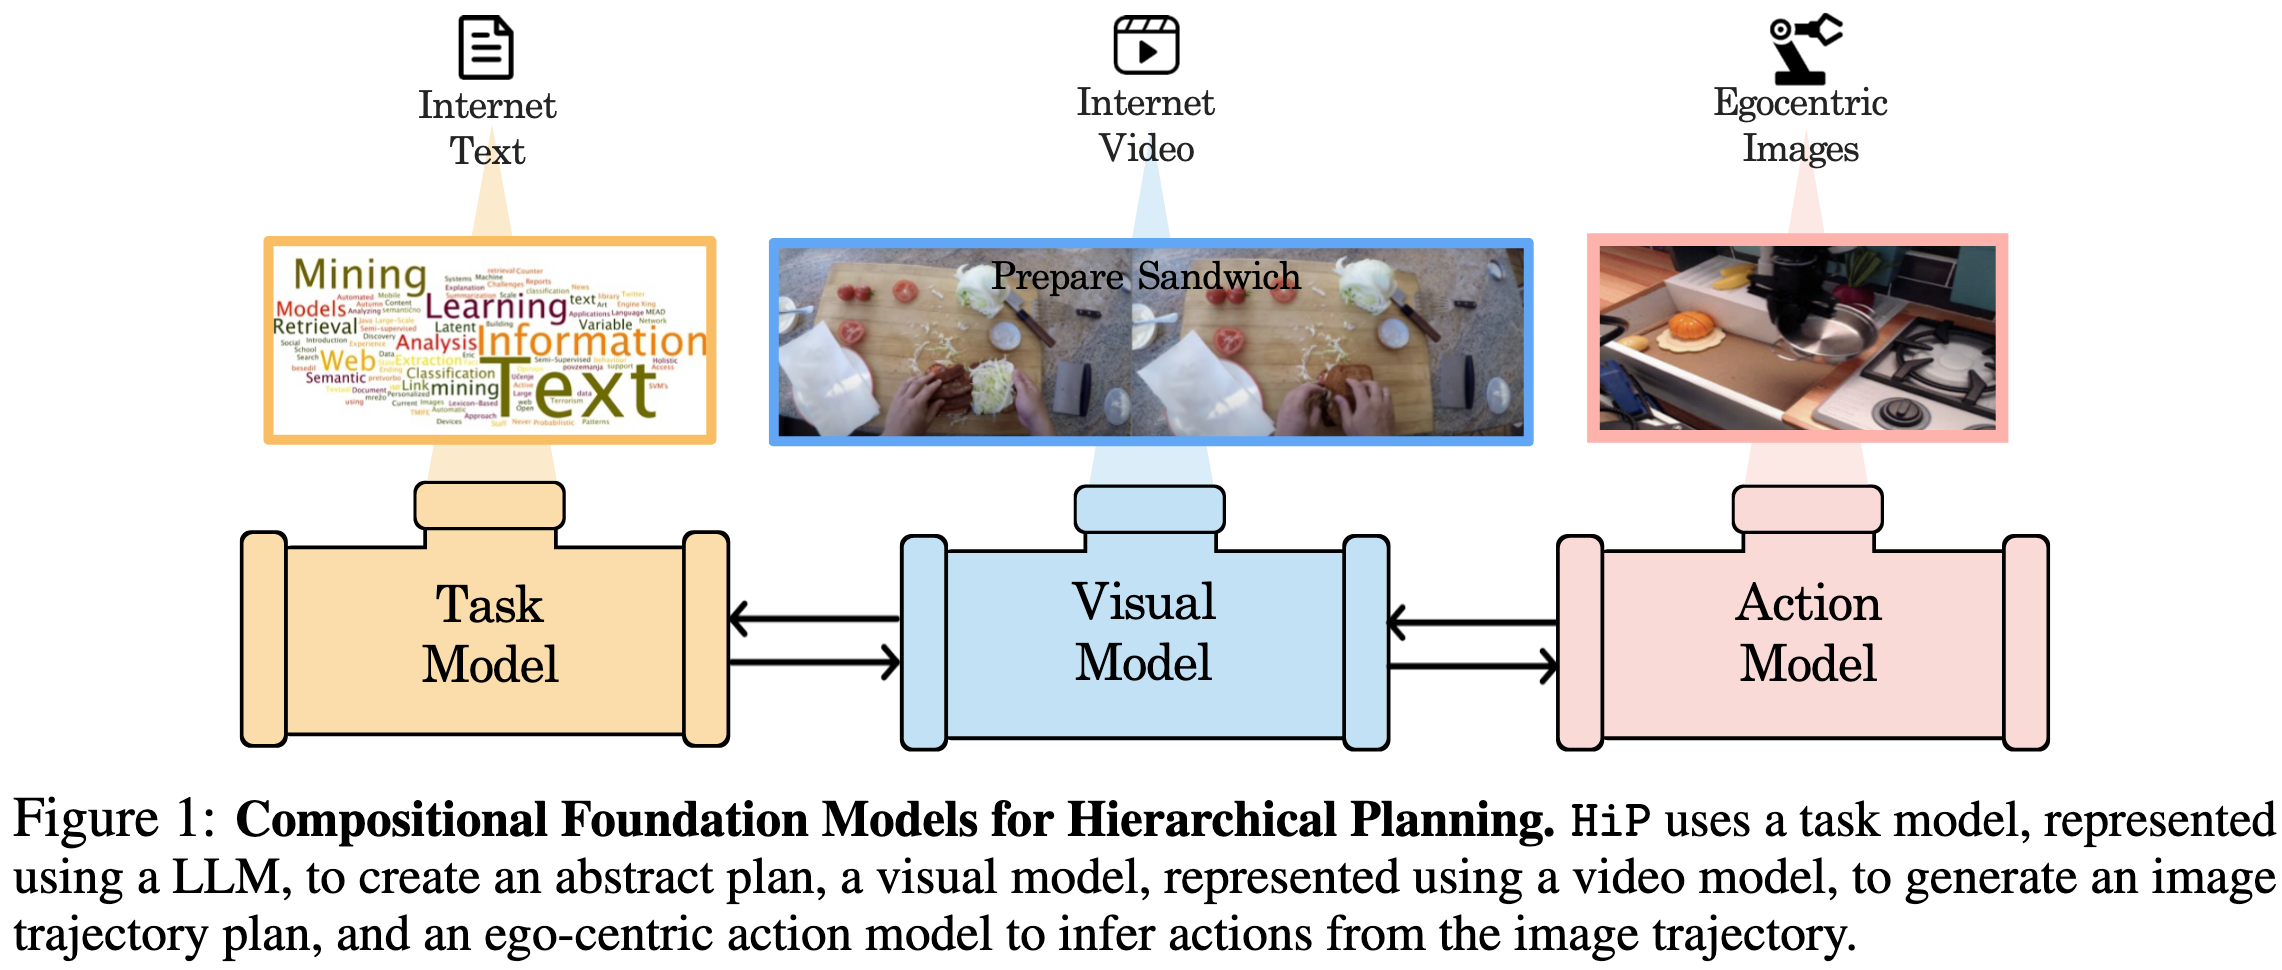 Internet
Text
Internet
Video
Egocentric
Images
Mining
Models
Learning
text
Retrieval
Latent
Variable
Analysis
Information
Web
Extraction
Classification
Semantic
Link
mining
Text
Prepare Sandwich
Task
Model
Visual
Model
Action
Model
Figure 1: Compositional Foundation Models for Hierarchical Planning. HiP uses a task model, represented
using a LLM, to create an abstract plan, a visual model, represented using a video model, to generate an image
trajectory plan, and an ego-centric action model to infer actions from the image trajectory.